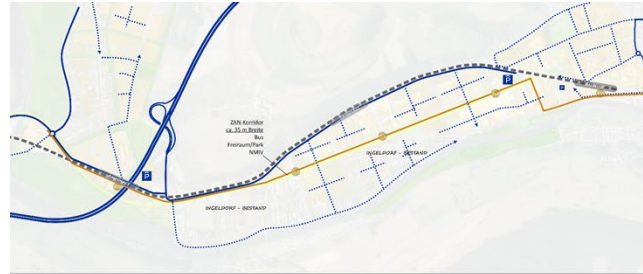 P
ZAN-Korridor
ca. 35 m Breite
Bus
Freiraum/Park
NMIV
INGELDORF - BESTAND
P
P
INGELDORF - BESTAND